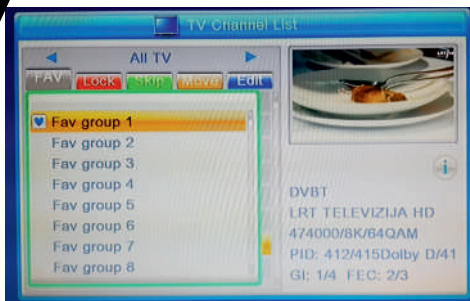 TV Channel List
All TV
FAV Lock Skip Move Edit
Fav group 1
Fav group 2
Fav group 3
Fav group 4
Fav group 5
Fav group 6
Fav group 7
Fav group 8
DVBT
LRT TELEVIZIJA HD
474000/8K/64QAM
PID: 412/415Dolby D/41
GI: 1/4 FEC: 2/3